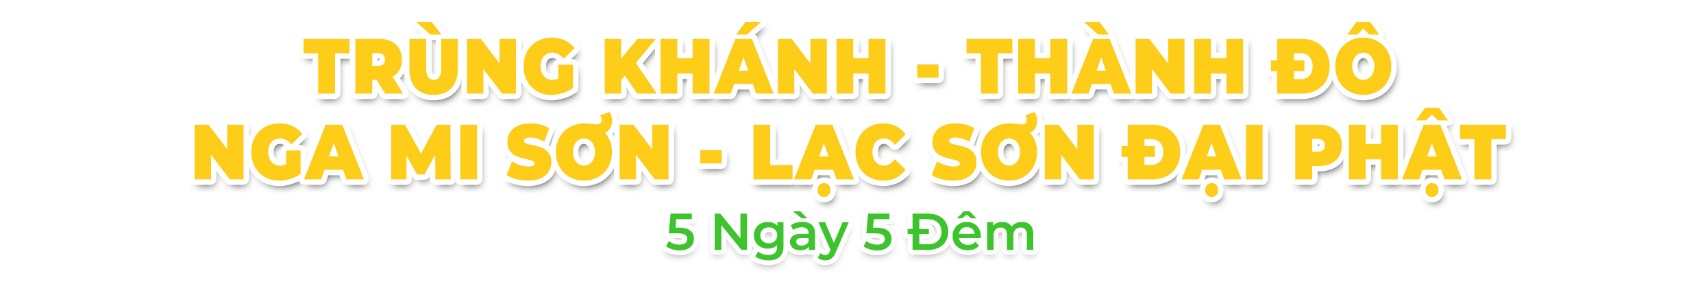 TRÙNG KHÁNH - THÀNH ĐÔ
NGA MI SƠN - LẠC SƠN ĐẠI PHẬT
5 Ngày 5 Đêm